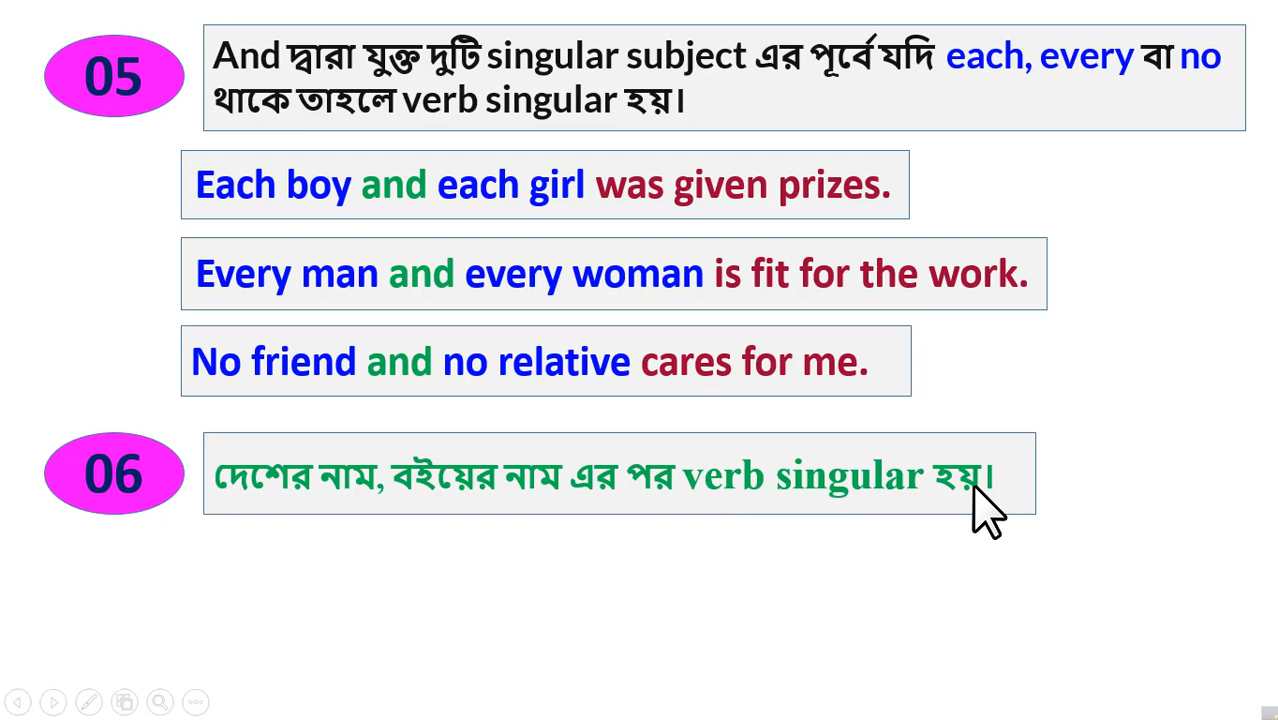 05
And দ্বারা যুক্ত দুটি singular subject এর পূর্বে যদি each, every বা no
থাকে তাহলে verb singular হয়।
Each boy and each girl was given prizes.
Every man and every woman is fit for the work.
No friend and no relative cares for me.
06
দেশের নাম, বইয়ের নাম এর পর verb singular হয়।